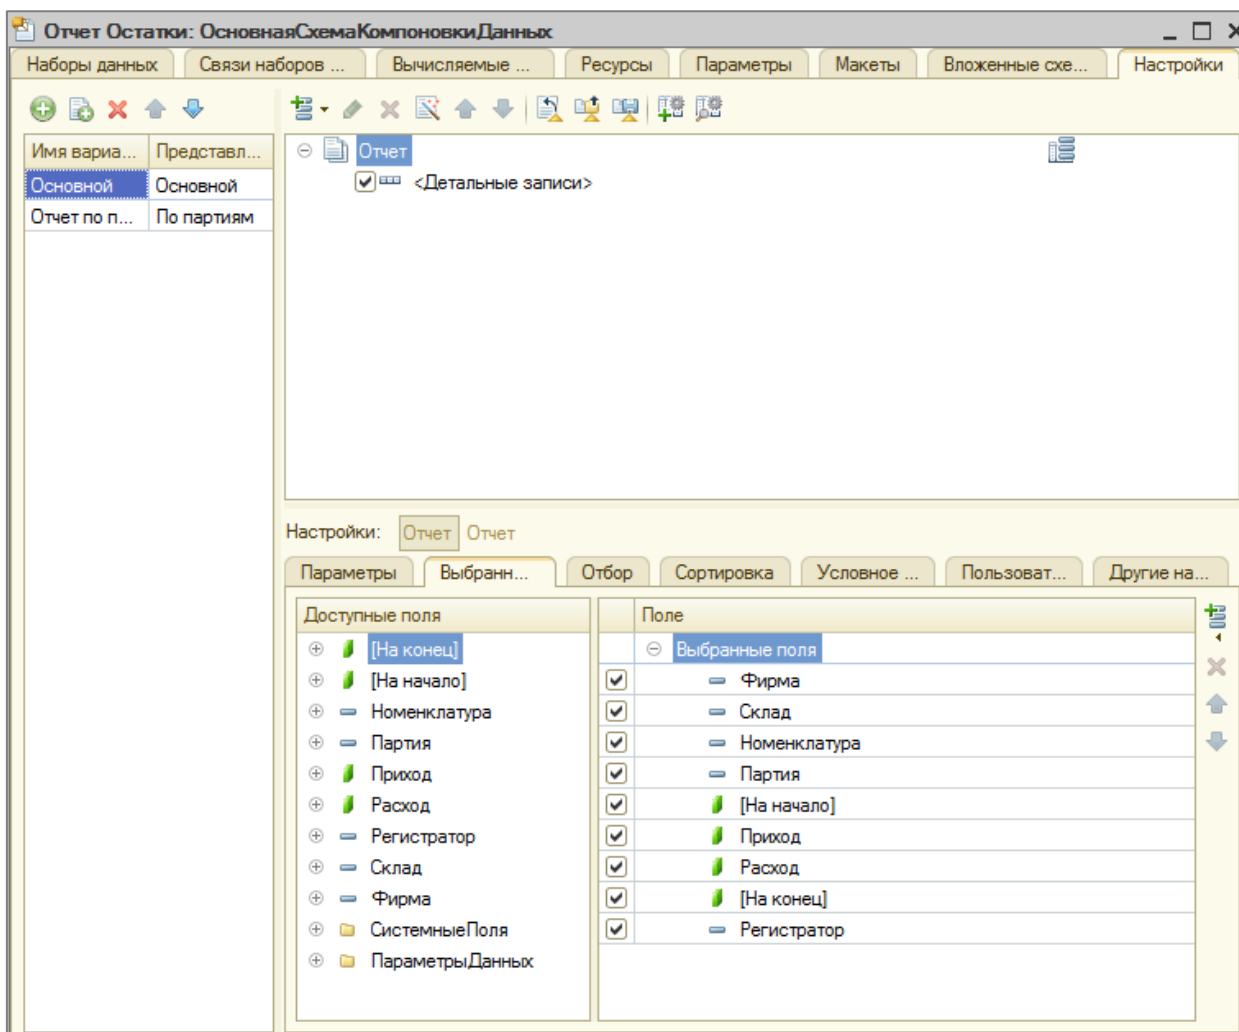 Отчет Остатки: ОсновнаяСхемаКомпоновкиДанных
Наборы данных Связи наборов ... Вычисляемые ... Ресурсы Параметры Макеты Вложенные схе... Настройки
Имя вариа... Представл...
Основной Основной
Отчет по п... По партиям
Отчет
<Детальные записи>
Настройки: Отчет Отчет
Параметры Выбранн... Отбор Сортировка Условное ... Пользоват... Другие на...
Доступные поля
[На конец]
[На начало]
Номенклатура
Партия
Приход
Расход
Регистратор
Склад
Фирма
СистемныеПоля
ПараметрыДанных
Поле
Выбранные поля
Фирма
Склад
Номенклатура
Партия
[На начало]
Приход
Расход
[На конец]
Регистратор